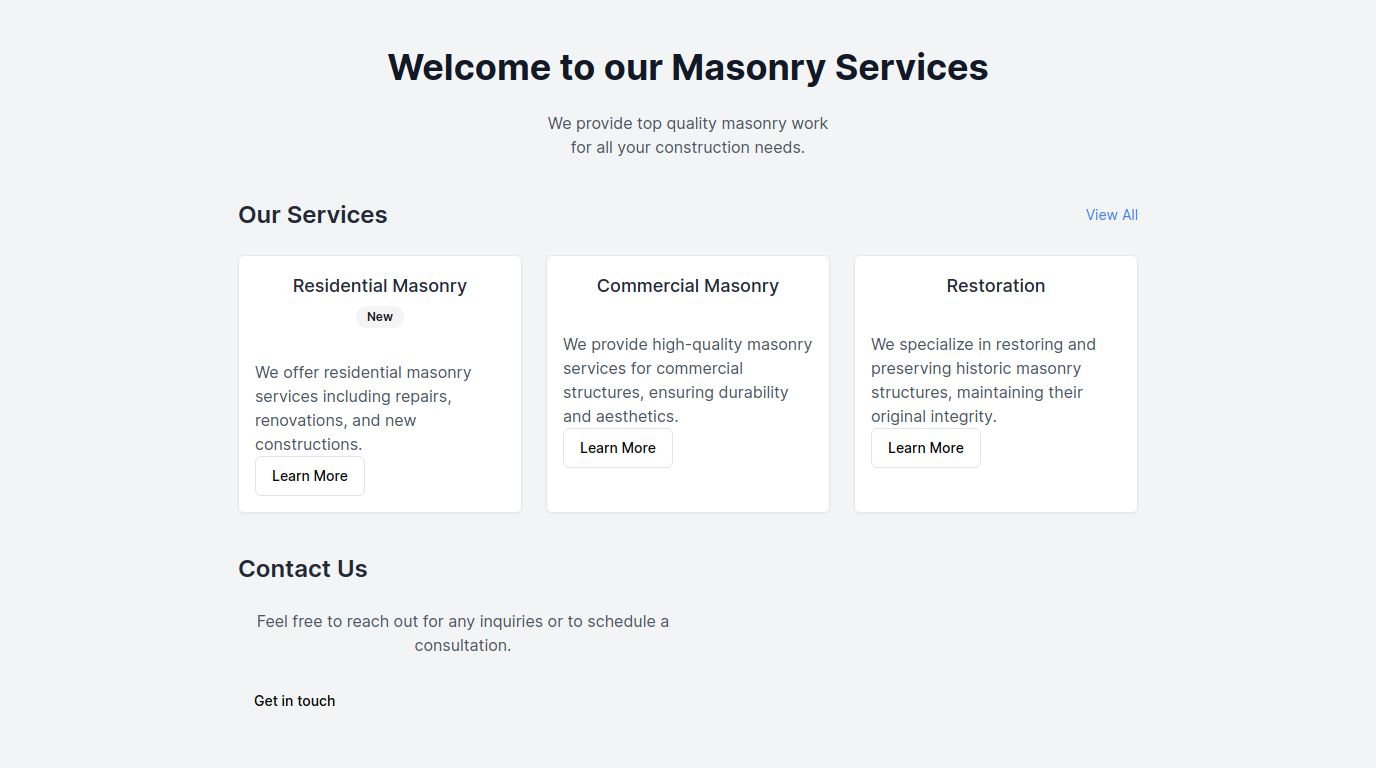 Welcome to our Masonry Services
We provide top quality masonry work
for all your construction needs.
Our Services
View All
Residential Masonry
New
We offer residential masonry
services including repairs,
renovations, and new
constructions.
Learn More
Commercial Masonry
We provide high-quality masonry
services for commercial
structures, ensuring durability
and aesthetics.
Learn More
Restoration
We specialize in restoring and
preserving historic masonry
structures, maintaining their
original integrity.
Learn More
Contact Us
Feel free to reach out for any inquiries or to schedule a
consultation.
Get in touch